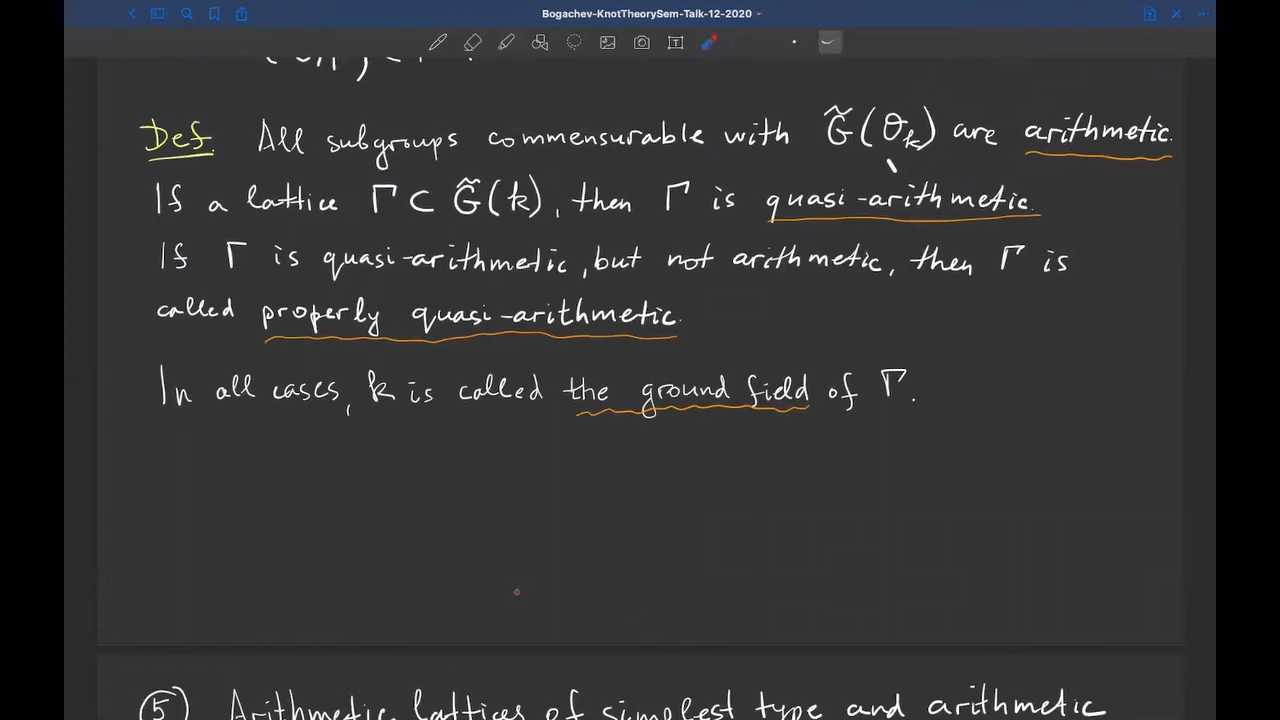 Bogachev-KnotTheorySem-Talk-12-2020
Def. All subgroups commensurable with G̃(O_k) are arithmetic.
If a lattice Γ ⊂ G̃(k), then Γ is quasi-arithmetic.
If Γ is quasi-arithmetic, but not arithmetic, then Γ is
called properly quasi-arithmetic.
In all cases, k is called the ground field of Γ.
⑤ Arithmetic lattices of simplest type and arithmetic